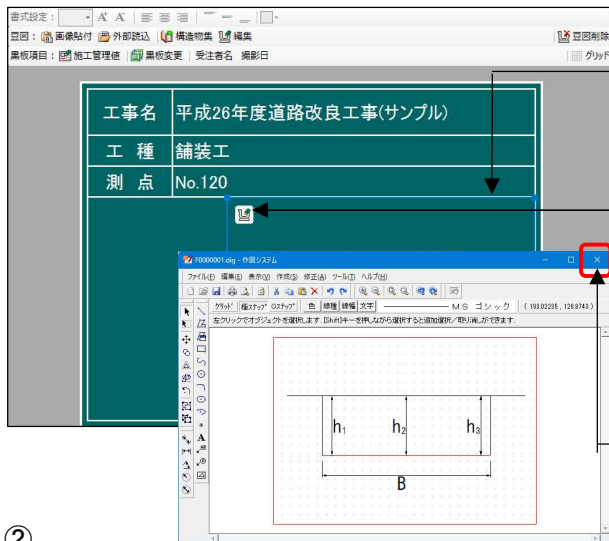 書式設定：
豆図： 画像貼付 外部読込 構造物集 編集 豆図削除
黒板項目： 施工管理値 黒板変更 受注者名 撮影日 グリッド
工事名 平成26年度道路改良工事(サンプル)
工 種 舗装工
測 点 No.120
F0000001.dig - 作図システム
ファイル(F) 編集(E) 表示(V) 作成(S) 修正(A) ツール(T) ヘルプ(H)
グリッド 極スナップ Oスナップ 色 線種 線幅 文字 MS ゴシック ( 193.02235 , 128.8743 )
左クリックでオブジェクトを選択します. [Shift]キーを押しながら選択すると追加選択／取り消しができます.
A
h1 h2 h3
B
②